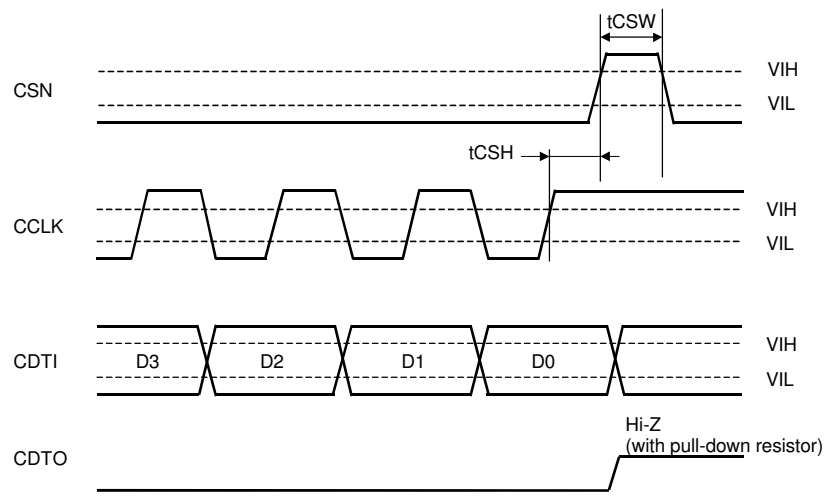 tCSW
CSN
VIH
VIL
tCSH
CCLK
VIH
VIL
CDTI
D3
D2
D1
D0
VIH
VIL
CDTO
Hi-Z
(with pull-down resistor)